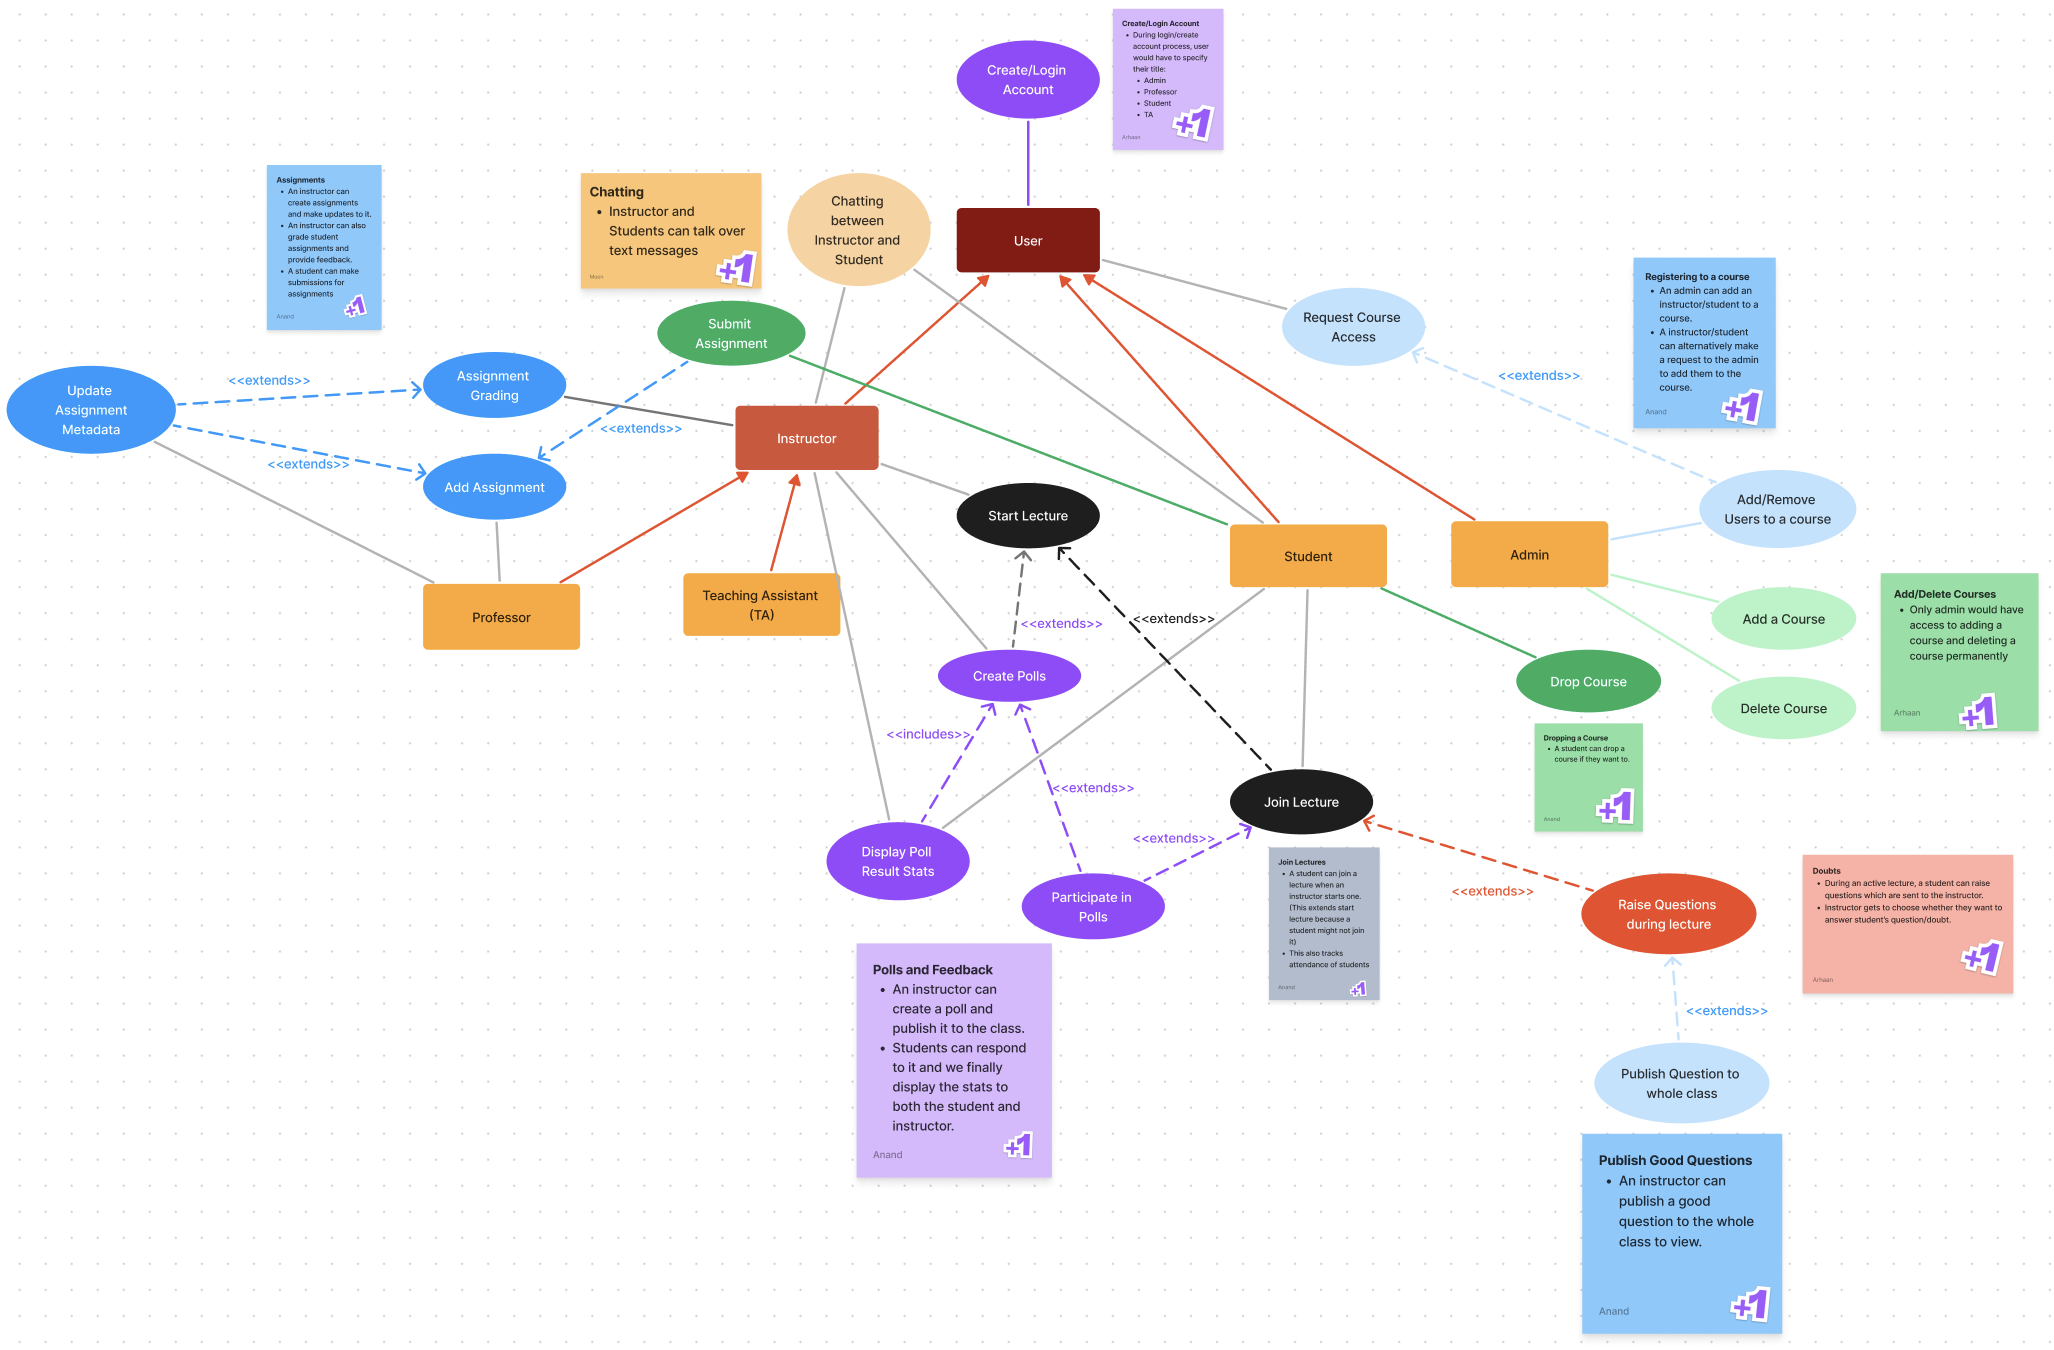 Create/Login Account
• During login/create
account process, user
would have to specify
their title:
• Admin
• Professor
• Student
• TA
+1
Arhaan
Create/Login
Account
Assignments
• An instructor can
create assignments
and make updates to it.
• An instructor can also
grade student
assignments and
provide feedback.
• A student can make
submissions for
assignments
+1
Anand
Chatting
• Instructor and
Students can talk over
text messages
+1
Moon
Chatting
between
Instructor and
Student
User
Registering to a course
• An admin can add an
instructor/student to a
course.
• A instructor/student
can alternatively make
a request to the admin
to add them to the
course.
+1
Anand
Request Course
Access
Submit
Assignment
<<extends>>
Update
Assignment
Metadata
<<extends>>
Assignment
Grading
<<extends>>
<<extends>>
Instructor
Add Assignment
Start Lecture
Add/Remove
Users to a course
Student
Admin
Professor
Teaching Assistant
(TA)
<<extends>>
<<extends>>
Add a Course
Add/Delete Courses
• Only admin would have
access to adding a
course and deleting a
course permanently
+1
Arhaan
Create Polls
Drop Course
Delete Course
<<includes>>
Dropping a Course
• A student can drop a
course if they want to.
+1
Anand
<<extends>>
Join Lecture
<<extends>>
Display Poll
Result Stats
Participate in
Polls
Join Lectures
• A student can join a
lecture when an
instructor starts one.
(This extends start
lecture because a
student might not join
it)
• This also tracks
attendance of students
+1
Anand
<<extends>>
Raise Questions
during lecture
Doubts
• During an active lecture, a student can raise
questions which are sent to the instructor.
• Instructor gets to choose whether they want to
answer student's question/doubt.
+1
Arhaan
Polls and Feedback
• An instructor can
create a poll and
publish it to the class.
• Students can respond
to it and we finally
display the stats to
both the student and
instructor.
+1
Anand
<<extends>>
Publish Question to
whole class
Publish Good Questions
• An instructor can
publish a good
question to the whole
class to view.
+1
Anand